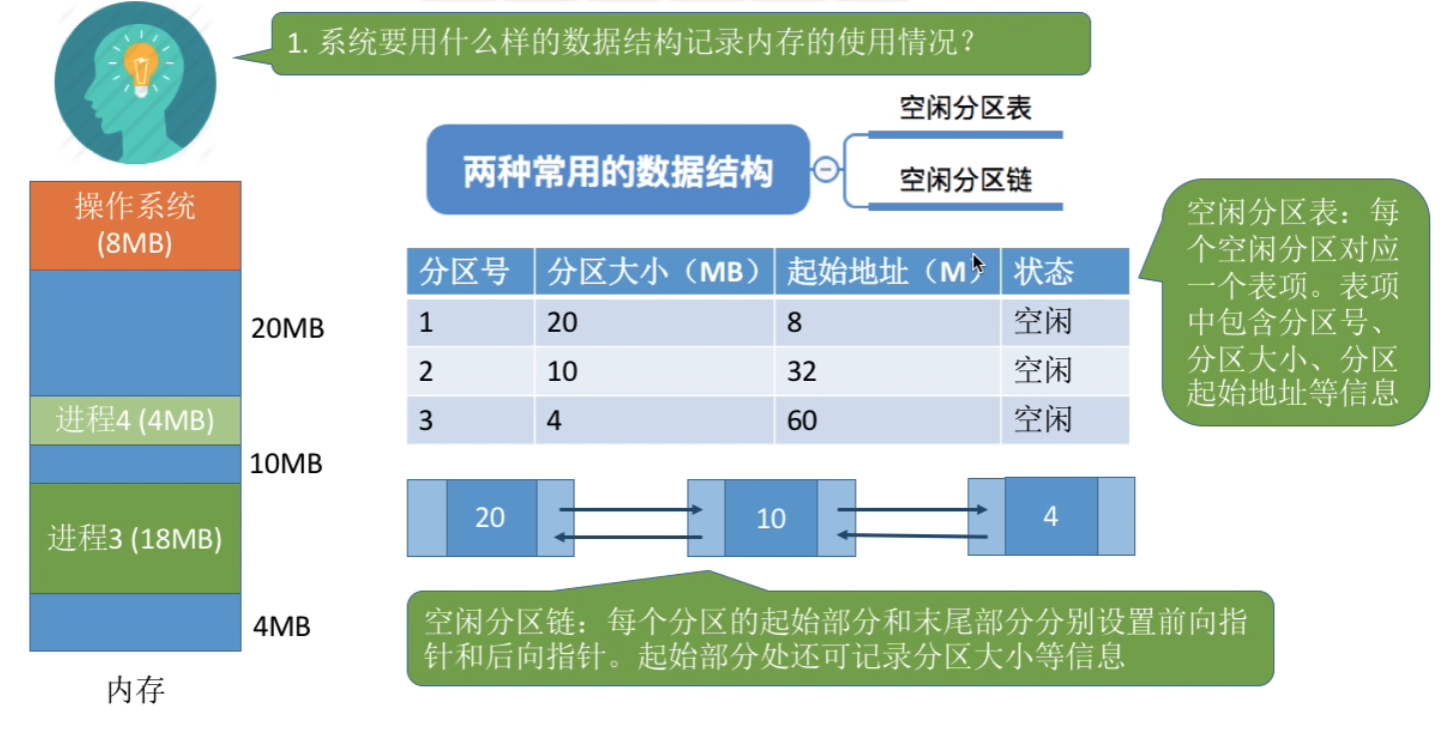 1. 系统要用什么样的数据结构记录内存的使用情况？
两种常用的数据结构
空闲分区表
空闲分区链
操作系统
(8MB)
20MB
进程4 (4MB)
10MB
进程3 (18MB)
4MB
内存
分区号 分区大小（MB） 起始地址（M） 状态
1 20 8 空闲
2 10 32 空闲
3 4 60 空闲
空闲分区表：每
个空闲分区对应
一个表项。表项
中包含分区号、
分区大小、分区
起始地址等信息
20 10 4
空闲分区链：每个分区的起始部分和末尾部分分别设置前向指
针和后向指针。起始部分处还可记录分区大小等信息